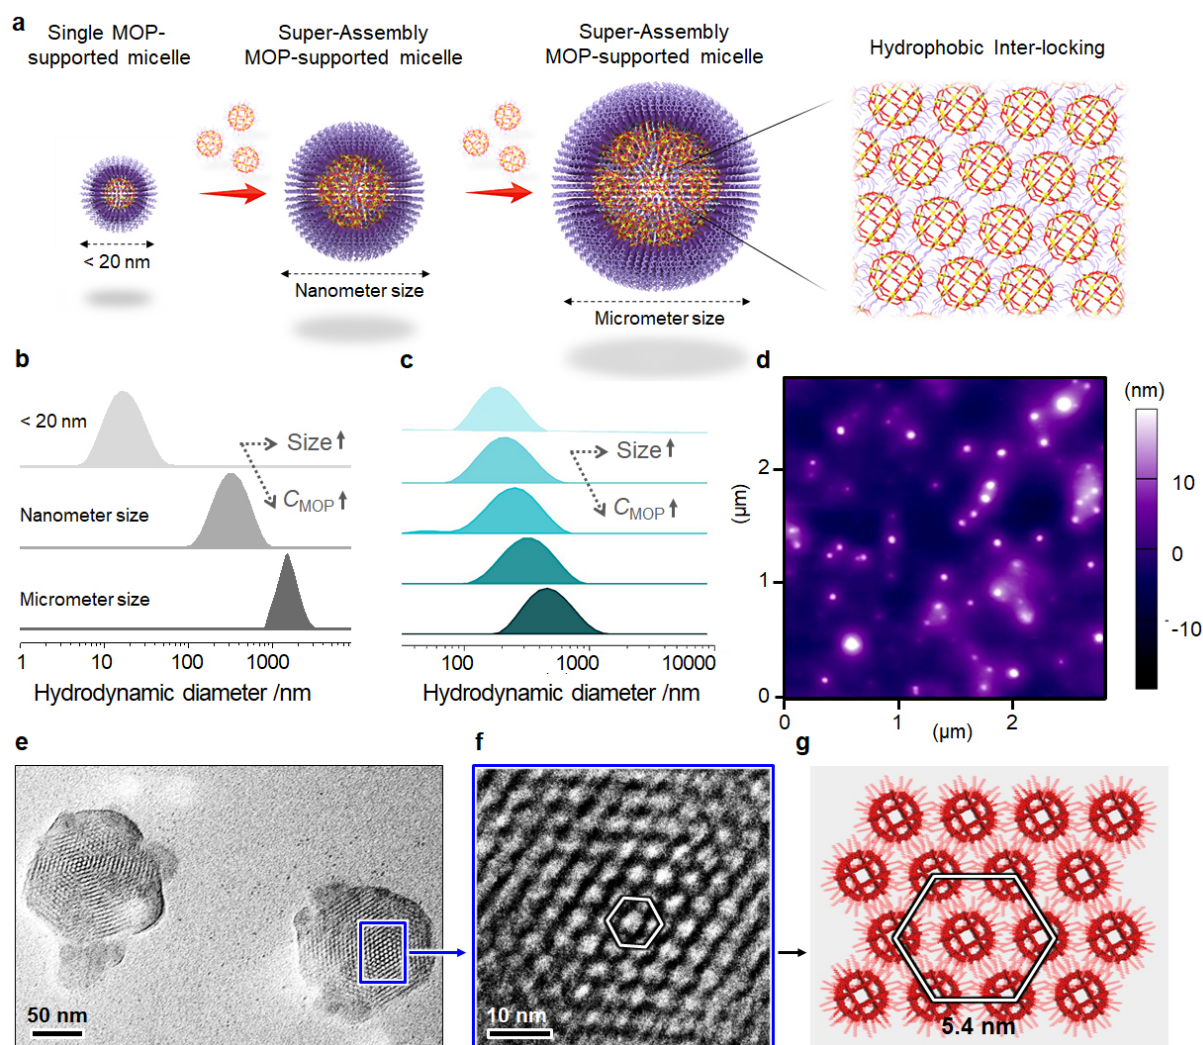 a
Single MOP-
supported micelle
Super-Assembly
MOP-supported micelle
Super-Assembly
MOP-supported micelle
Hydrophobic Inter-locking
< 20 nm
Nanometer size
Micrometer size
b
< 20 nm
Size ↑
C MOP ↑
Nanometer size
Micrometer size
1 10 100 1000
Hydrodynamic diameter /nm
c
Size ↑
C MOP ↑
100 1000 10000
Hydrodynamic diameter /nm
d
(nm)
2
(µm)
1
0
0 1 2
(µm)
10
0
-10
e
50 nm
f
10 nm
g
5.4 nm